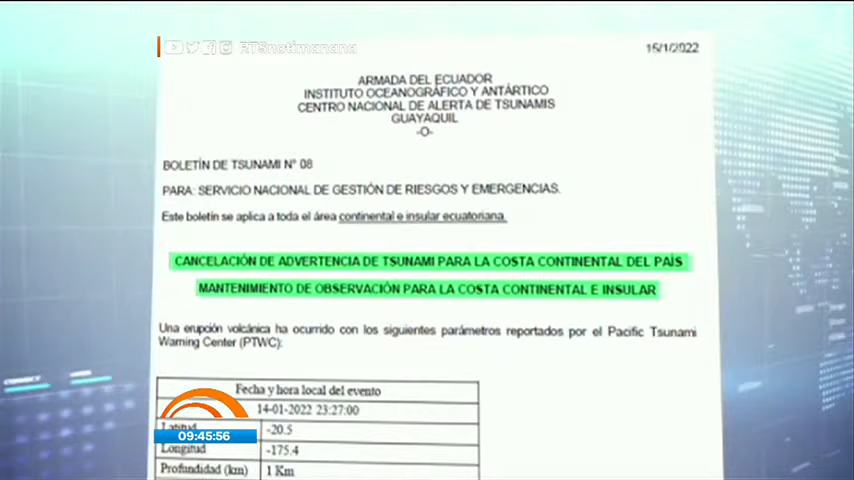 RTSnotimanana
15/1/2022
ARMADA DEL ECUADOR
INSTITUTO OCEANOGRÁFICO Y ANTÁRTICO
CENTRO NACIONAL DE ALERTA DE TSUNAMIS
GUAYAQUIL
-O-
BOLETÍN DE TSUNAMI N° 08
PARA: SERVICIO NACIONAL DE GESTIÓN DE RIESGOS Y EMERGENCIAS.
Este boletín se aplica a toda el área continental e insular ecuatoriana.
CANCELACIÓN DE ADVERTENCIA DE TSUNAMI PARA LA COSTA CONTINENTAL DEL PAÍS
MANTENIMIENTO DE OBSERVACIÓN PARA LA COSTA CONTINENTAL E INSULAR
Una erupción volcánica ha ocurrido con los siguientes parámetros reportados por el Pacific Tsunami
Warning Center (PTWC):
Fecha y hora local del evento
14-01-2022 23:27:00
Latitud -20.5
09:45:56
Longitud -175.4
Profundidad (km) 1 Km